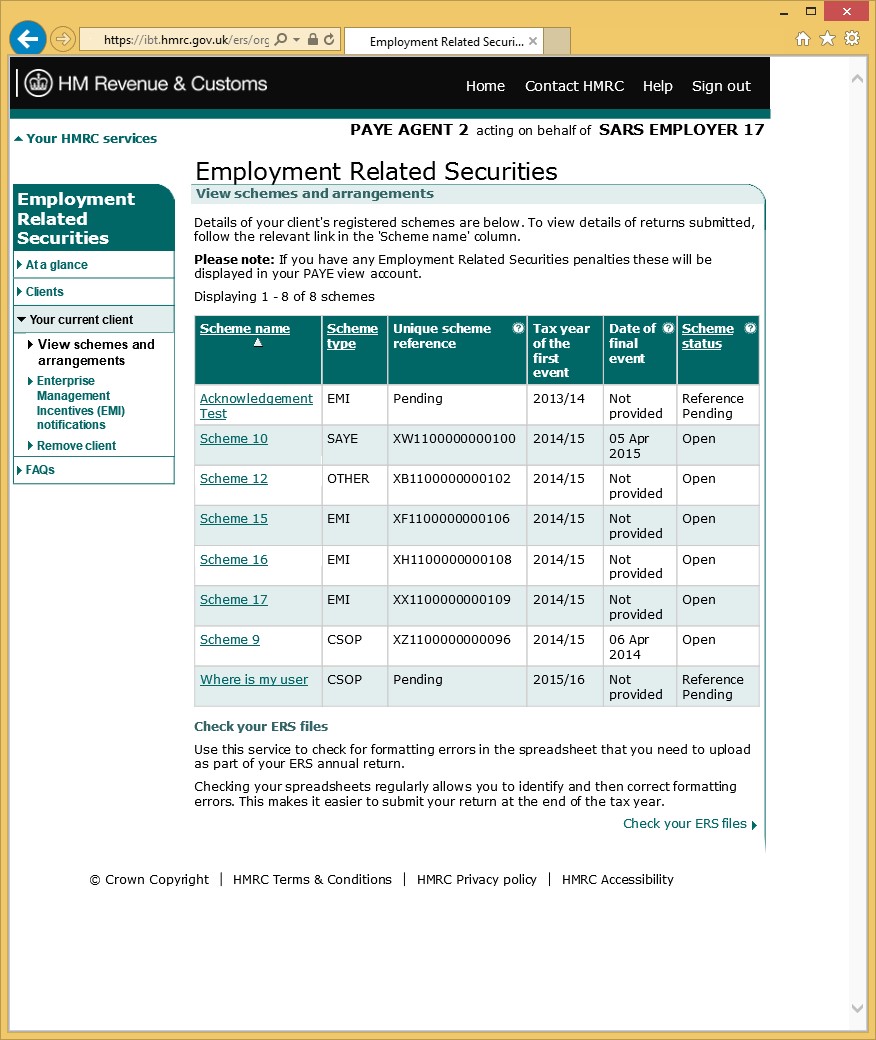 https://ibt.hmrc.gov.uk/ers/org
Employment Related Securi...
HM Revenue & Customs
Home Contact HMRC Help Sign out
Your HMRC services
PAYE AGENT 2 acting on behalf of SARS EMPLOYER 17
Employment Related Securities
View schemes and arrangements
Employment
Related
Securities
At a glance
Clients
Your current client
View schemes and
arrangements
Enterprise
Management
Incentives (EMI)
notifications
Remove client
FAQs
Details of your client's registered schemes are below. To view details of returns submitted,
follow the relevant link in the 'Scheme name' column.
Please note: If you have any Employment Related Securities penalties these will be
displayed in your PAYE view account.
Displaying 1 - 8 of 8 schemes
Scheme name Scheme type Unique scheme reference ? Tax year of the first event Date of final event ? Scheme status ?
Acknowledgement Test EMI Pending 2013/14 Not provided Reference Pending
Scheme 10 SAYE XW1100000000100 2014/15 05 Apr 2015 Open
Scheme 12 OTHER XB1100000000102 2014/15 Not provided Open
Scheme 15 EMI XF1100000000106 2014/15 Not provided Open
Scheme 16 EMI XH1100000000108 2014/15 Not provided Open
Scheme 17 EMI XX1100000000109 2014/15 Not provided Open
Scheme 9 CSOP XZ1100000000096 2014/15 06 Apr 2014 Open
Where is my user CSOP Pending 2015/16 Not provided Reference Pending
Check your ERS files
Use this service to check for formatting errors in the spreadsheet that you need to upload
as part of your ERS annual return.
Checking your spreadsheets regularly allows you to identify and then correct formatting
errors. This makes it easier to submit your return at the end of the tax year.
Check your ERS files
© Crown Copyright | HMRC Terms & Conditions | HMRC Privacy policy | HMRC Accessibility